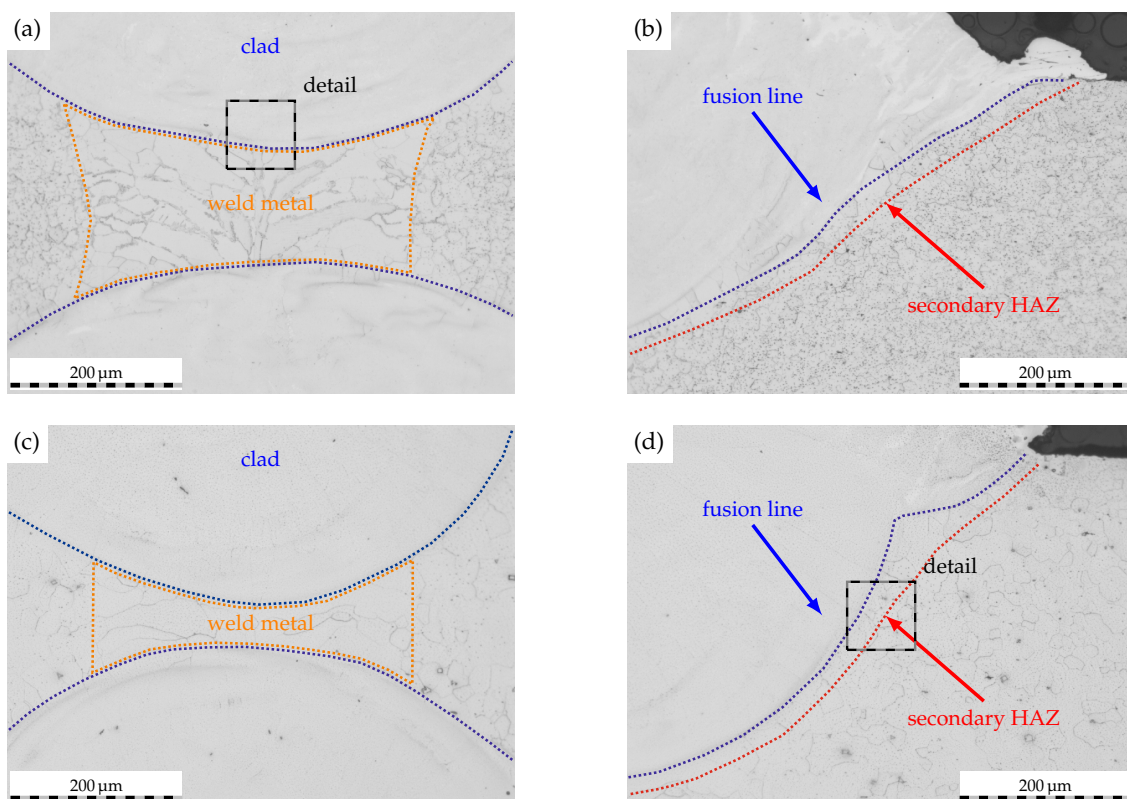 (a)
clad
detail
weld metal
200 µm
(b)
fusion line
secondary HAZ
200 µm
(c)
clad
weld metal
200 µm
(d)
fusion line
detail
secondary HAZ
200 µm